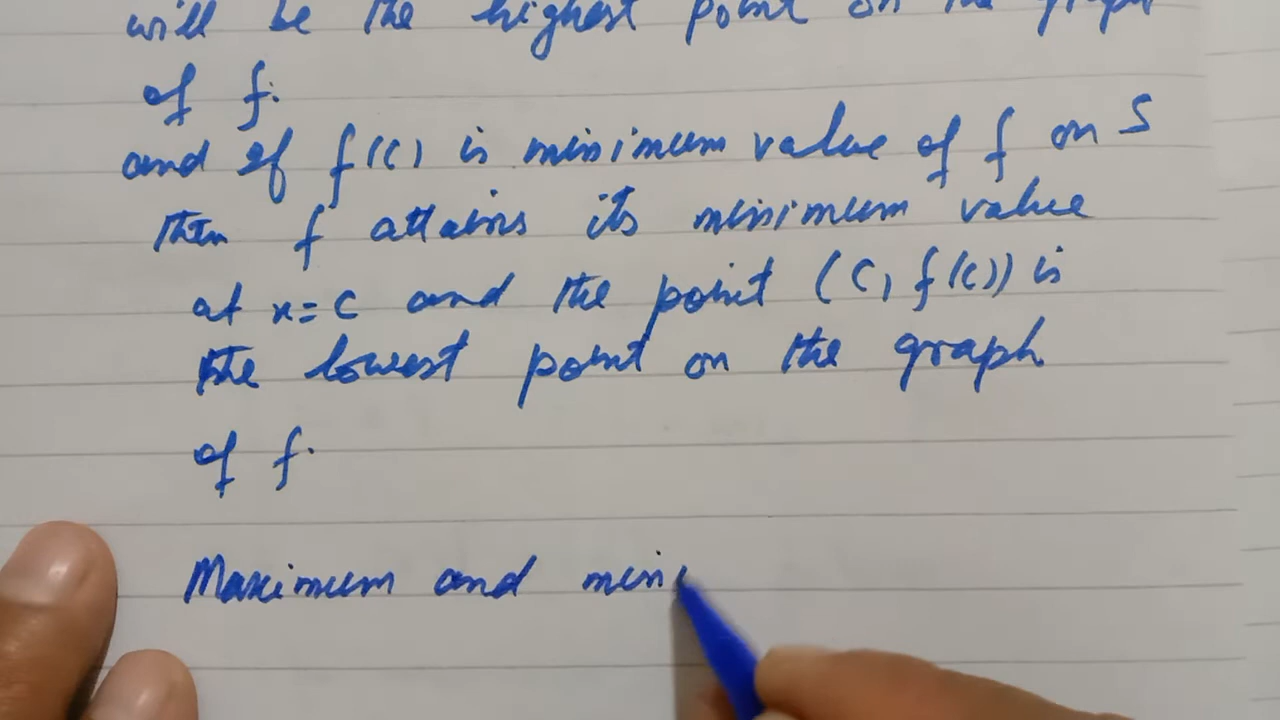 will be the highest point on the graph
of f.
and if f(c) is minimum value of f on S
then f attains its minimum value
at x=c and the point (c, f(c)) is
the lowest point on the graph
of f.
Maximum and mini